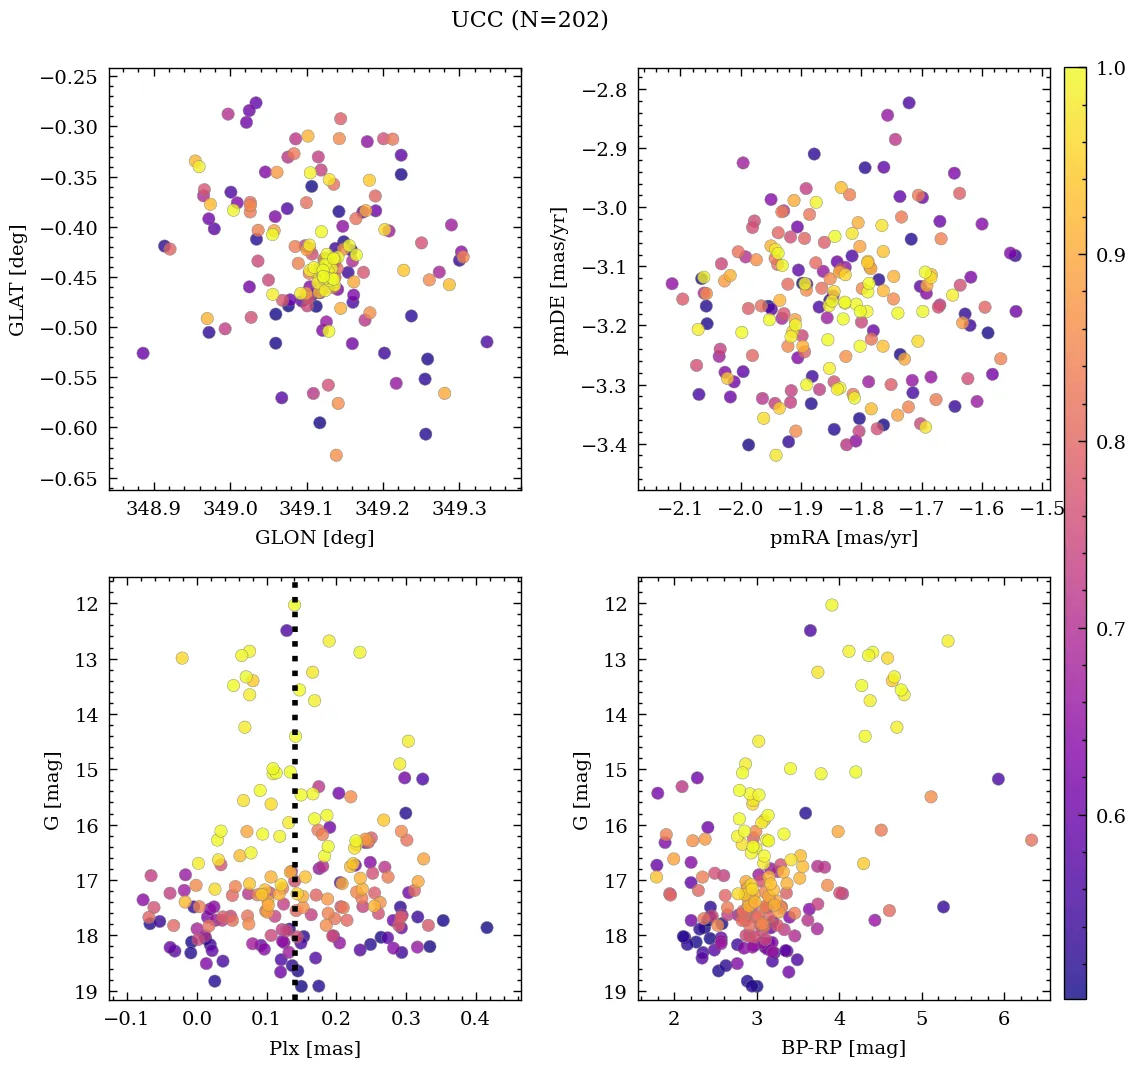 UCC (N=202)
−0.25
−0.30
−0.35
−0.40
−0.45
−0.50
−0.55
−0.60
−0.65
GLAT [deg]
348.9 349.0 349.1 349.2 349.3
GLON [deg]
−2.8
−2.9
−3.0
−3.1
−3.2
−3.3
−3.4
pmDE [mas/yr]
−2.1 −2.0 −1.9 −1.8 −1.7 −1.6 −1.5
pmRA [mas/yr]
1.0
0.9
0.8
0.7
0.6
12
13
14
15
16
17
18
19
G [mag]
−0.1 0.0 0.1 0.2 0.3 0.4
Plx [mas]
12
13
14
15
16
17
18
19
G [mag]
2 3 4 5 6
BP-RP [mag]